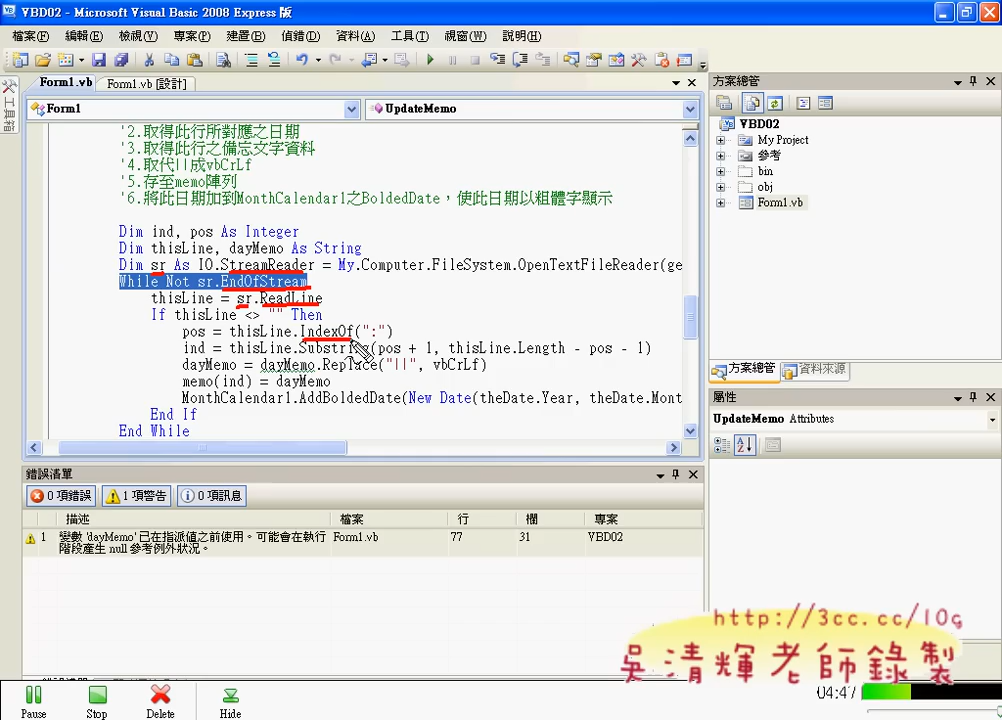 VBD02 - Microsoft Visual Basic 2008 Express 版
檔案(F) 編輯(E) 檢視(V) 專案(P) 建置(B) 偵錯(D) 資料(A) 工具(T) 視窗(W) 說明(H)
工具箱
Form1.vb Form1.vb [設計]
Form1 UpdateMemo
'2.取得此行所對應之日期
'3.取得此行之備忘文字資料
'4.取代||成vbCrLf
'5.存至memo陣列
'6.將此日期加到MonthCalendar1之BoldedDate，使此日期以粗體字顯示
Dim ind, pos As Integer
Dim thisLine, dayMemo As String
Dim sr As IO.StreamReader = My.Computer.FileSystem.OpenTextFileReader(ge
While Not sr.EndOfStream
thisLine = sr.ReadLine
If thisLine <> "" Then
pos = thisLine.IndexOf(":")
ind = thisLine.Substring(pos + 1, thisLine.Length - pos - 1)
dayMemo = dayMemo.Replace("||", vbCrLf)
memo(ind) = dayMemo
MonthCalendar1.AddBoldedDate(New Date(theDate.Year, theDate.Mont
End If
End While
方案總管
VBD02
My Project
參考
bin
obj
Form1.vb
方案總管 資料來源
屬性
UpdateMemo Attributes
錯誤清單
0 項錯誤 1 項警告 0 項訊息
描述 檔案 行 欄 專案
1 變數 'dayMemo' 已在指派值之前使用。可能會在執行階段產生 null 參考例外狀況。 Form1.vb 77 31 VBD02
http://3cc.cc/10g
吳清輝老師錄製
04:47
Pause Stop Delete Hide